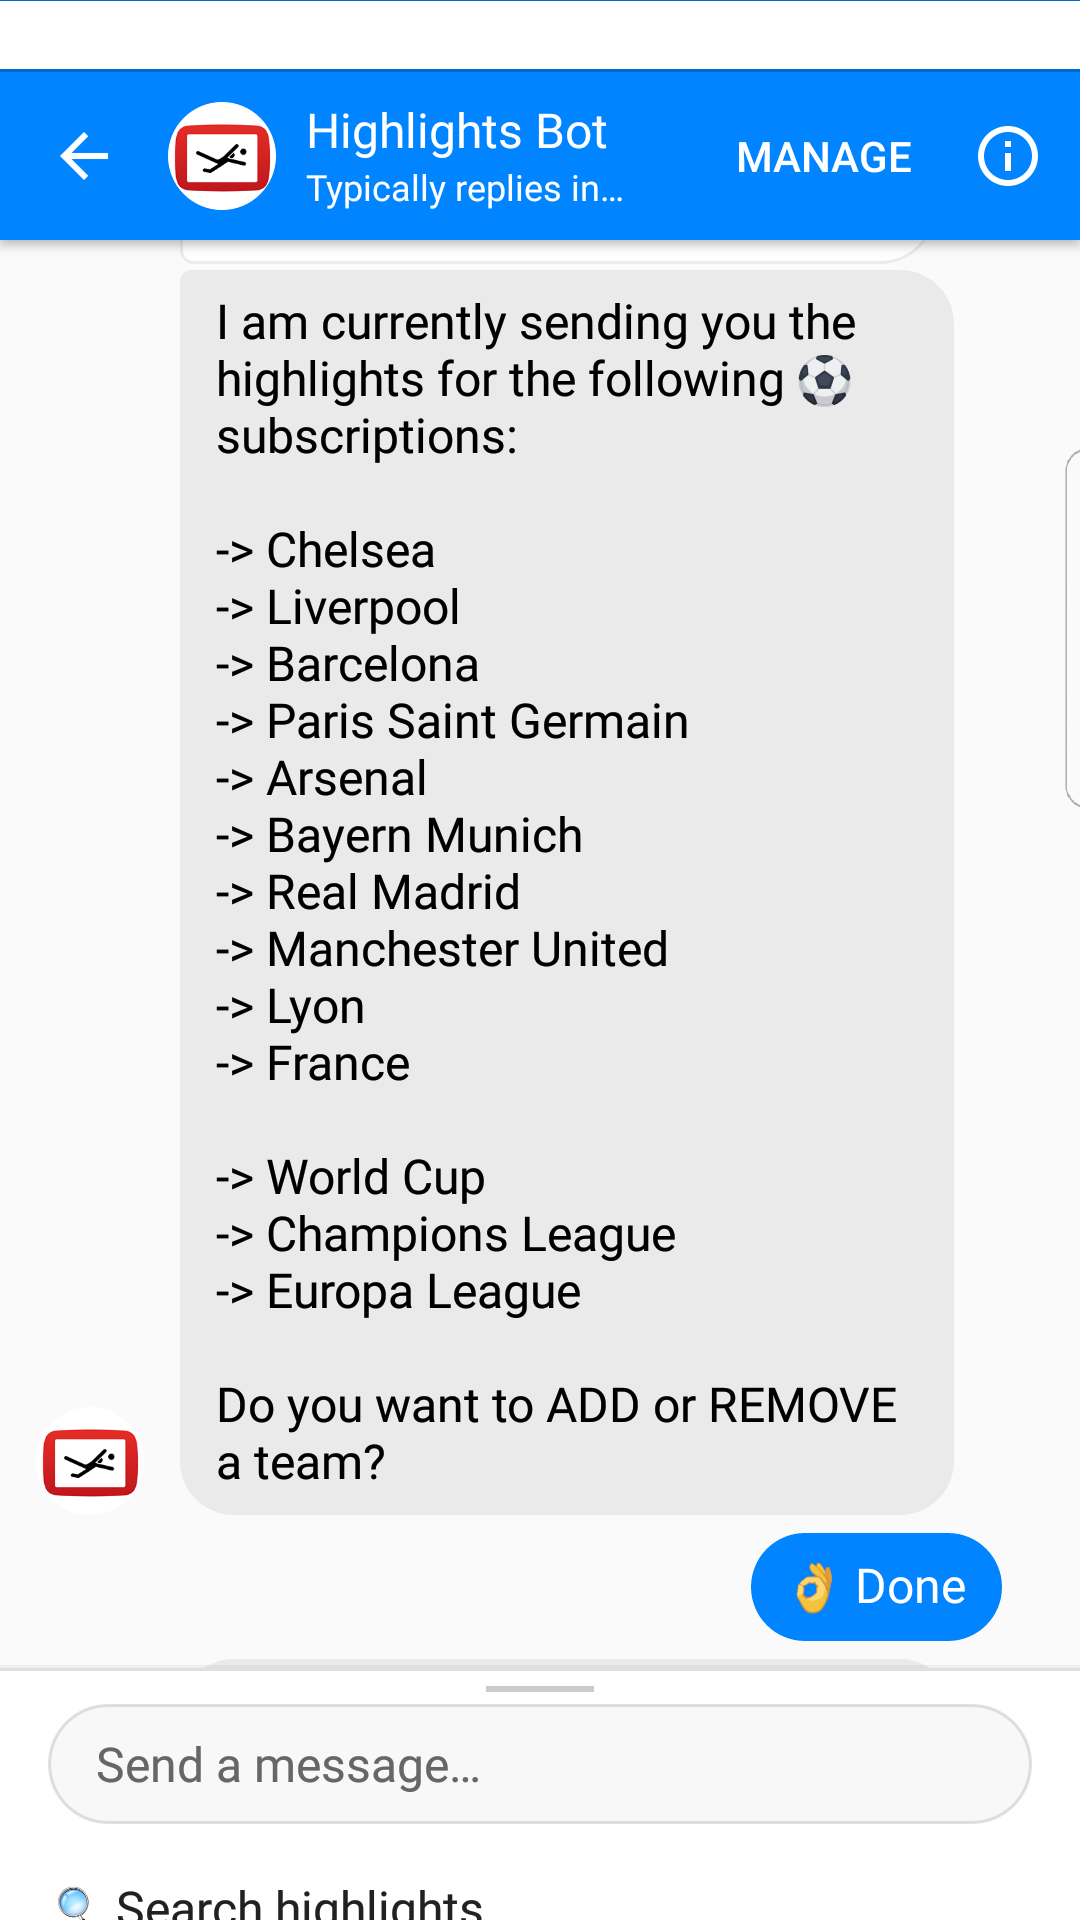 Highlights Bot
Typically replies in...
MANAGE
I am currently sending you the
highlights for the following ⚽
subscriptions:
-> Chelsea
-> Liverpool
-> Barcelona
-> Paris Saint Germain
-> Arsenal
-> Bayern Munich
-> Real Madrid
-> Manchester United
-> Lyon
-> France
-> World Cup
-> Champions League
-> Europa League
Do you want to ADD or REMOVE
a team?
👌 Done
Send a message...
🔍 Search highlights